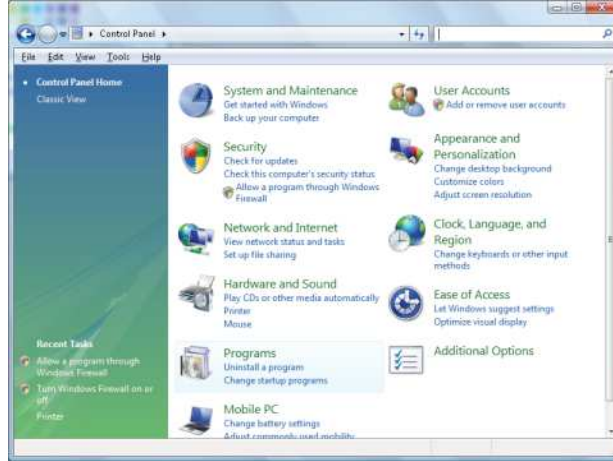 Control Panel
File Edit View Tools Help
Control Panel Home
Classic View
System and Maintenance
Get started with Windows
Back up your computer
Security
Check for updates
Check this computer's security status
Allow a program through Windows
Firewall
Network and Internet
View network status and tasks
Set up file sharing
Hardware and Sound
Play CDs or other media automatically
Printer
Mouse
Programs
Uninstall a program
Change startup programs
Mobile PC
Change battery settings
Adjust commonly used mobility
User Accounts
Add or remove user accounts
Appearance and
Personalization
Change desktop background
Customize colors
Adjust screen resolution
Clock, Language, and
Region
Change keyboards or other input
methods
Ease of Access
Let Windows suggest settings
Optimize visual display
Additional Options
Recent Tasks
Allow a program through
Windows Firewall
Turn Windows Firewall on or
off
Printer